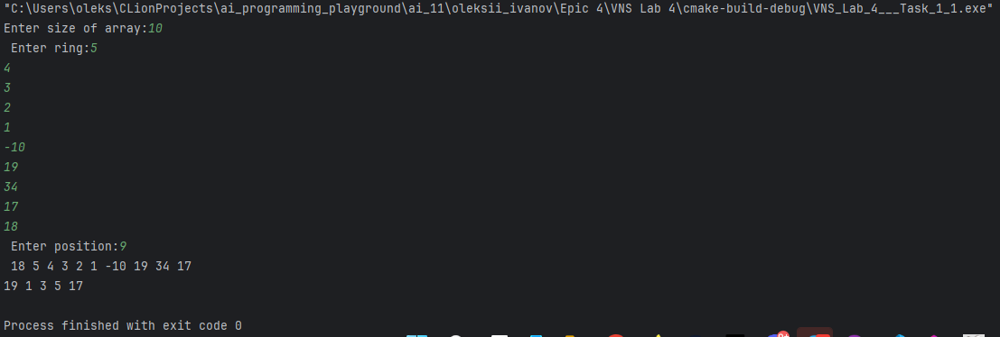 "C:\Users\oleks\CLionProjects\ai_programming_playground\ai_11\oleksii_ivanov\Epic 4\VNS Lab 4\cmake-build-debug\VNS_Lab_4___Task_1_1.exe"
Enter size of array:10
 Enter ring:5
4
3
2
1
-10
19
34
17
18
 Enter position:9
 18 5 4 3 2 1 -10 19 34 17
19 1 3 5 17
Process finished with exit code 0